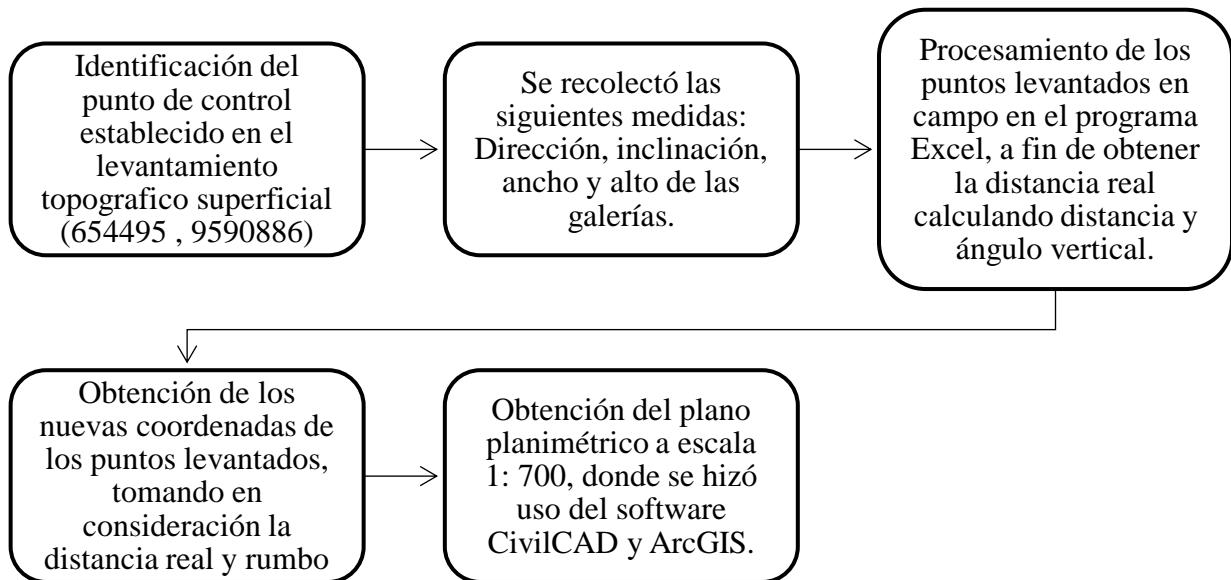 Identificación del
punto de control
establecido en el
levantamiento
topografico superficial
(654495 , 9590886)
Se recolectó las
siguientes medidas:
Dirección, inclinación,
ancho y alto de las
galerías.
Procesamiento de los
puntos levantados en
campo en el programa
Excel, a fin de obtener
la distancia real
calculando distancia y
ángulo vertical.
Obtención de los
nuevas coordenadas de
los puntos levantados,
tomando en
consideración la
distancia real y rumbo
Obtención del plano
planimétrico a escala
1: 700, donde se hizó
uso del software
CivilCAD y ArcGIS.